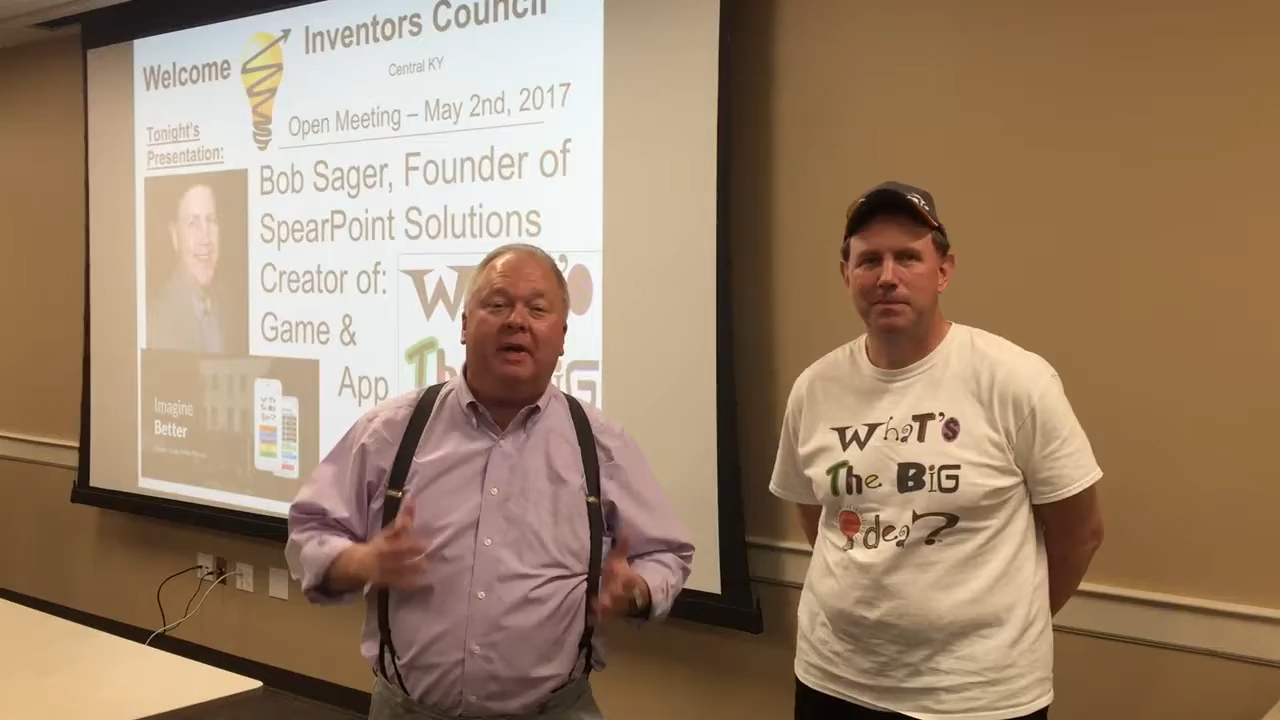 Welcome
Inventors Council
Central KY
Open Meeting – May 2nd, 2017
Tonight's
Presentation:
Bob Sager, Founder of
SpearPoint Solutions
Creator of:
Game &
App
Imagine
Better
WhaT's
The BiG
Idea?